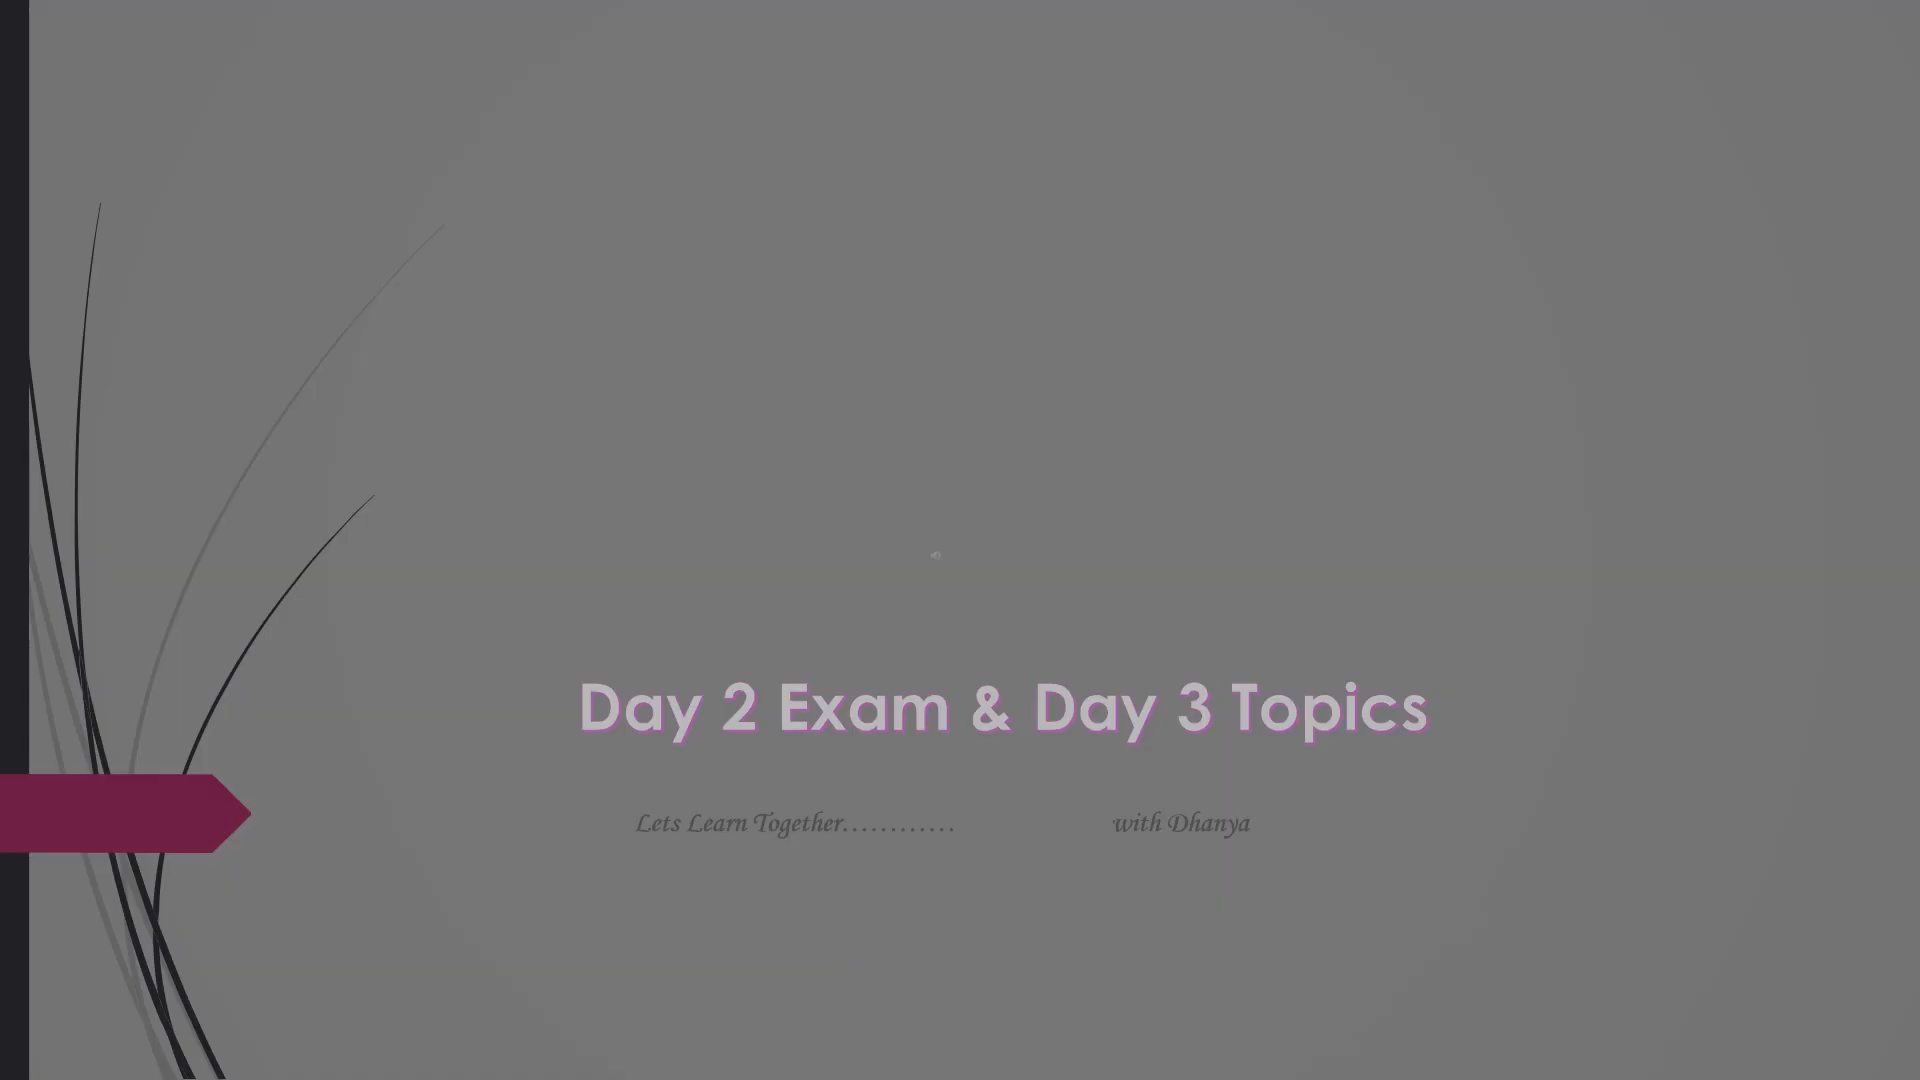 Day 2 Exam & Day 3 Topics
Lets Learn Together............ with Dhanya